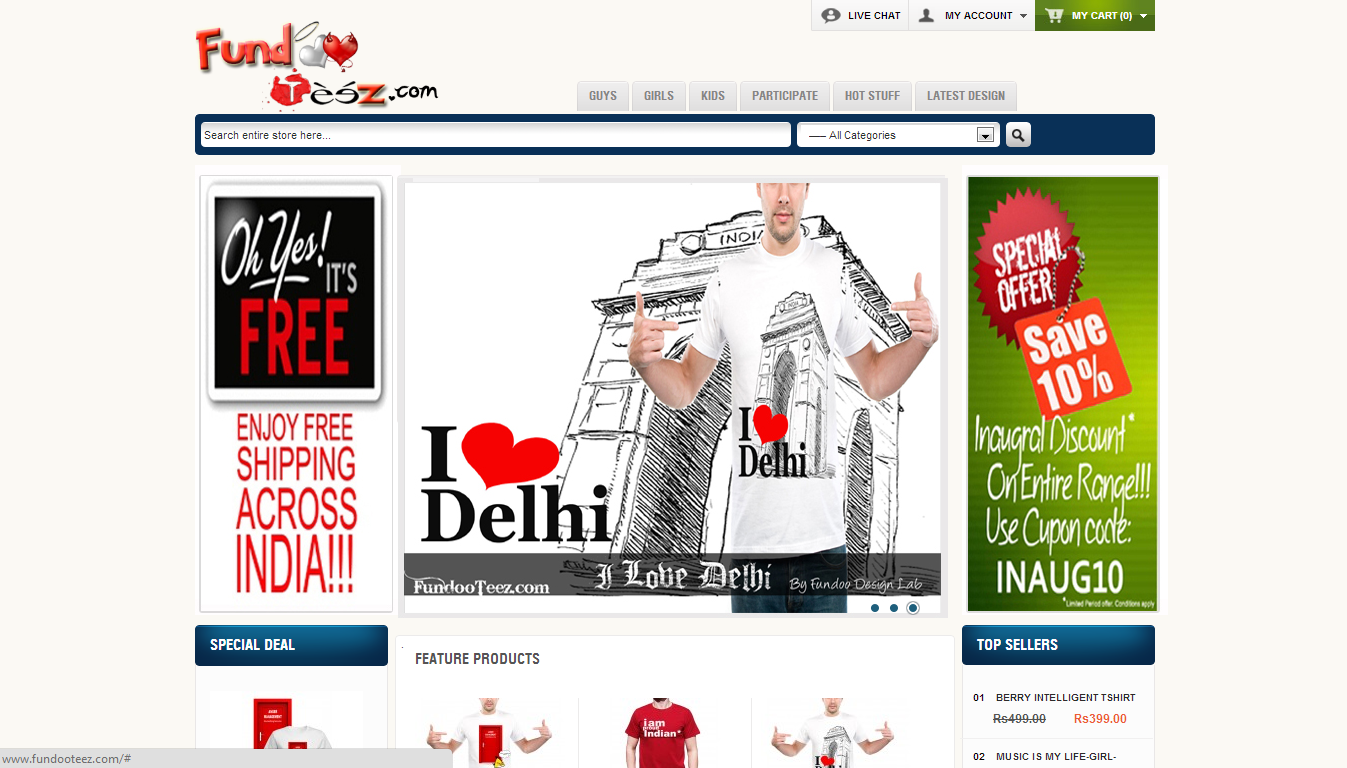 LIVE CHAT
MY ACCOUNT
MY CART (0)
Fund
Tèéz.com
GUYS
GIRLS
KIDS
PARTICIPATE
HOT STUFF
LATEST DESIGN
Search entire store here...
—– All Categories
Oh Yes!
IT'S
FREE
ENJOY FREE
SHIPPING
ACROSS
INDIA!!!
INDIA
I
Delhi
I
Delhi
FundooTeez.com
I Love Delhi
By Fundoo Design Lab
SPECIAL
OFFER
Save
10%
Inaugral Discount*
On Entire Range!!!
Use Cupon code:
INAUG10
*Limited Period offer. Conditions apply
SPECIAL DEAL
FEATURE PRODUCTS
i am
proud
Indian*
I
TOP SELLERS
01 BERRY INTELLIGENT TSHIRT
Rs499.00 Rs399.00
02 MUSIC IS MY LIFE-GIRL-
www.fundooteez.com/#